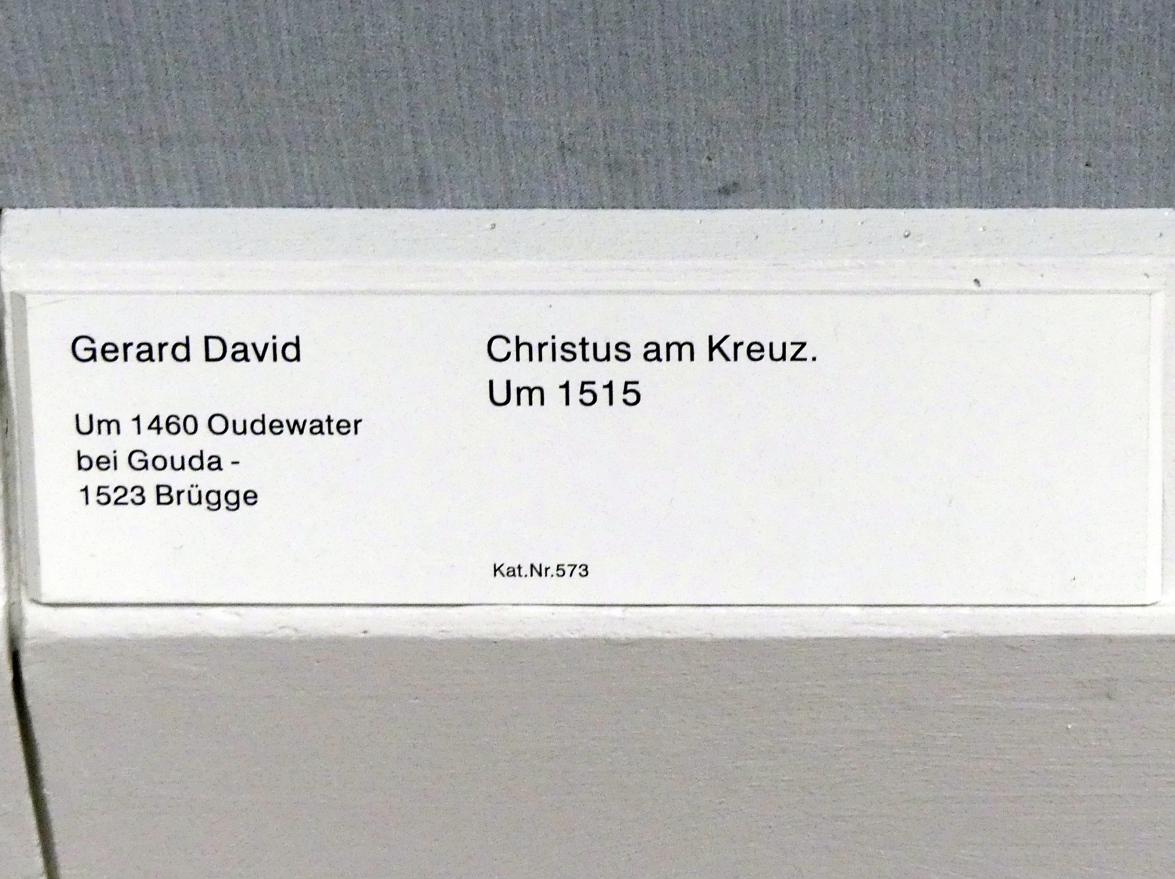 Gerard David
Um 1460 Oudewater
bei Gouda -
1523 Brügge
Christus am Kreuz.
Um 1515
Kat.Nr.573